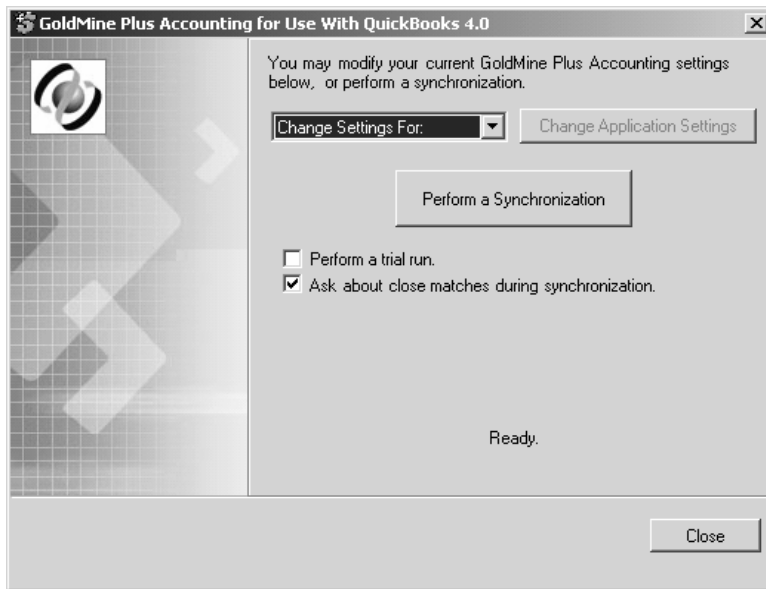 GoldMine Plus Accounting for Use With QuickBooks 4.0
You may modify your current GoldMine Plus Accounting settings
below, or perform a synchronization.
Change Settings For:
Change Application Settings
Perform a Synchronization
Perform a trial run.
Ask about close matches during synchronization.
Ready.
Close